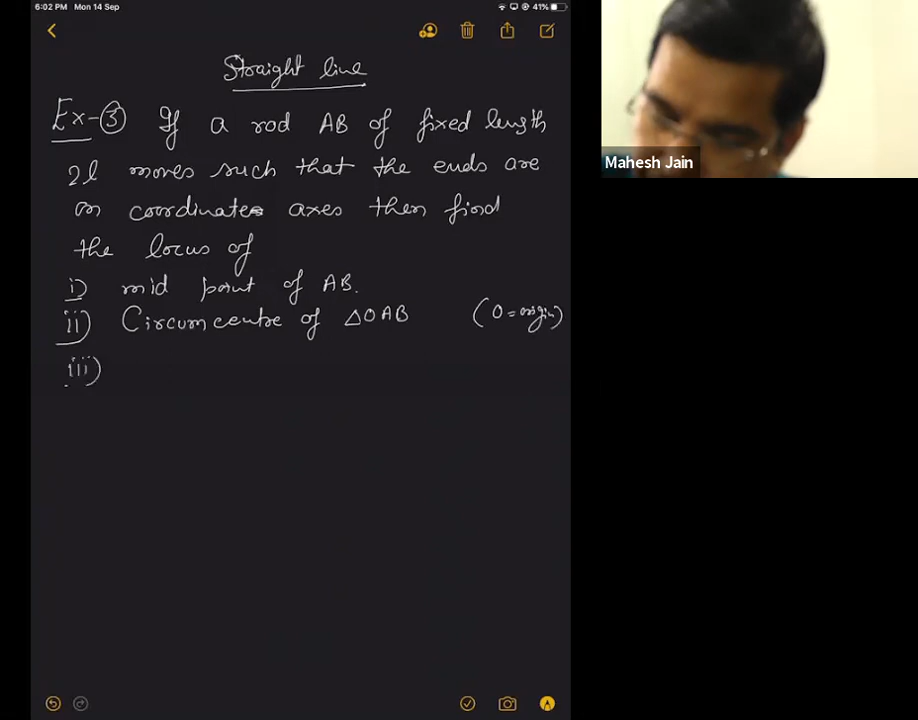 6:02 PM Mon 14 Sep
41%
Straight line
Ex-③ If a rod AB of fixed length
2l moves such that the ends are
on coordinates axes then find
the locus of
i) mid point of AB.
ii) Circumcentre of △OAB (O=origin)
iii)
Mahesh Jain